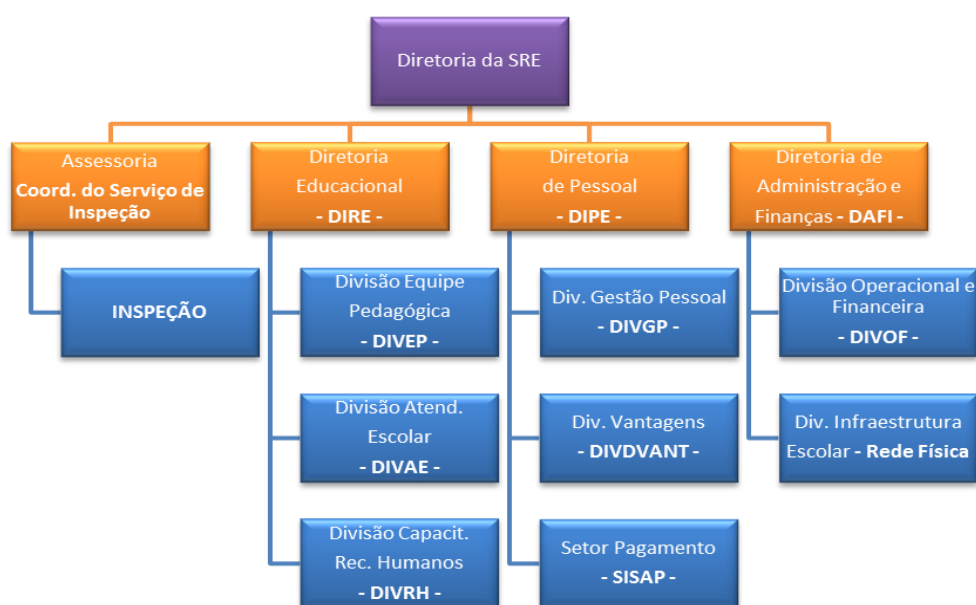 Diretoria da SRE
Assessoria
Coord. do Serviço de
Inspeção
Diretoria
Educacional
- DIRE -
Diretoria
de Pessoal
- DIPE -
Diretoria de
Administração e
Finanças - DAFI -
INSPEÇÃO
Divisão Equipe
Pedagógica
- DIVEP -
Div. Gestão Pessoal
- DIVGP -
Divisão Operacional e
Financeira
- DIVOF -
Divisão Atend.
Escolar
- DIVAE -
Div. Vantagens
- DIVDVANT -
Div. Infraestrutura
Escolar - Rede Física
Divisão Capacit.
Rec. Humanos
- DIVRH -
Setor Pagamento
- SISAP -